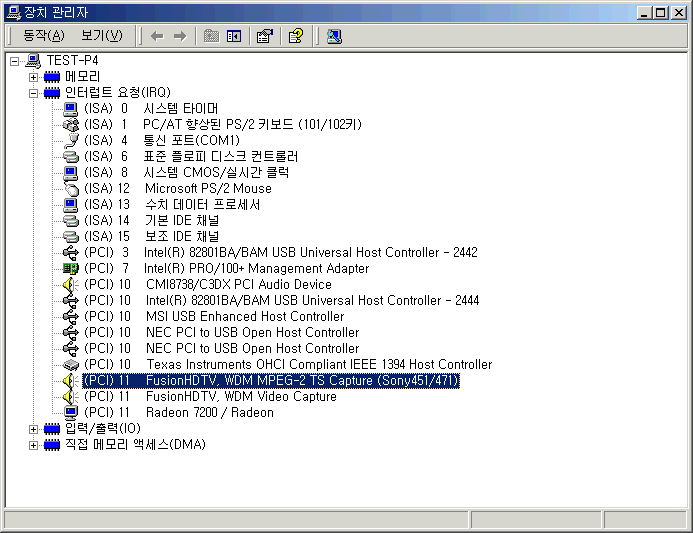 장치 관리자
동작(A) 보기(V)
TEST-P4
메모리
인터럽트 요청(IRQ)
(ISA) 0 시스템 타이머
(ISA) 1 PC/AT 향상된 PS/2 키보드 (101/102키)
(ISA) 4 통신 포트(COM1)
(ISA) 6 표준 플로피 디스크 컨트롤러
(ISA) 8 시스템 CMOS/실시간 클럭
(ISA) 12 Microsoft PS/2 Mouse
(ISA) 13 수치 데이터 프로세서
(ISA) 14 기본 IDE 채널
(ISA) 15 보조 IDE 채널
(PCI) 3 Intel(R) 82801BA/BAM USB Universal Host Controller - 2442
(PCI) 7 Intel(R) PRO/100+ Management Adapter
(PCI) 10 CMI8738/C3DX PCI Audio Device
(PCI) 10 Intel(R) 82801BA/BAM USB Universal Host Controller - 2444
(PCI) 10 MSI USB Enhanced Host Controller
(PCI) 10 NEC PCI to USB Open Host Controller
(PCI) 10 NEC PCI to USB Open Host Controller
(PCI) 10 Texas Instruments OHCI Compliant IEEE 1394 Host Controller
(PCI) 11 FusionHDTV, WDM MPEG-2 TS Capture (Sony451/471)
(PCI) 11 FusionHDTV, WDM Video Capture
(PCI) 11 Radeon 7200 / Radeon
입력/출력(IO)
직접 메모리 액세스(DMA)